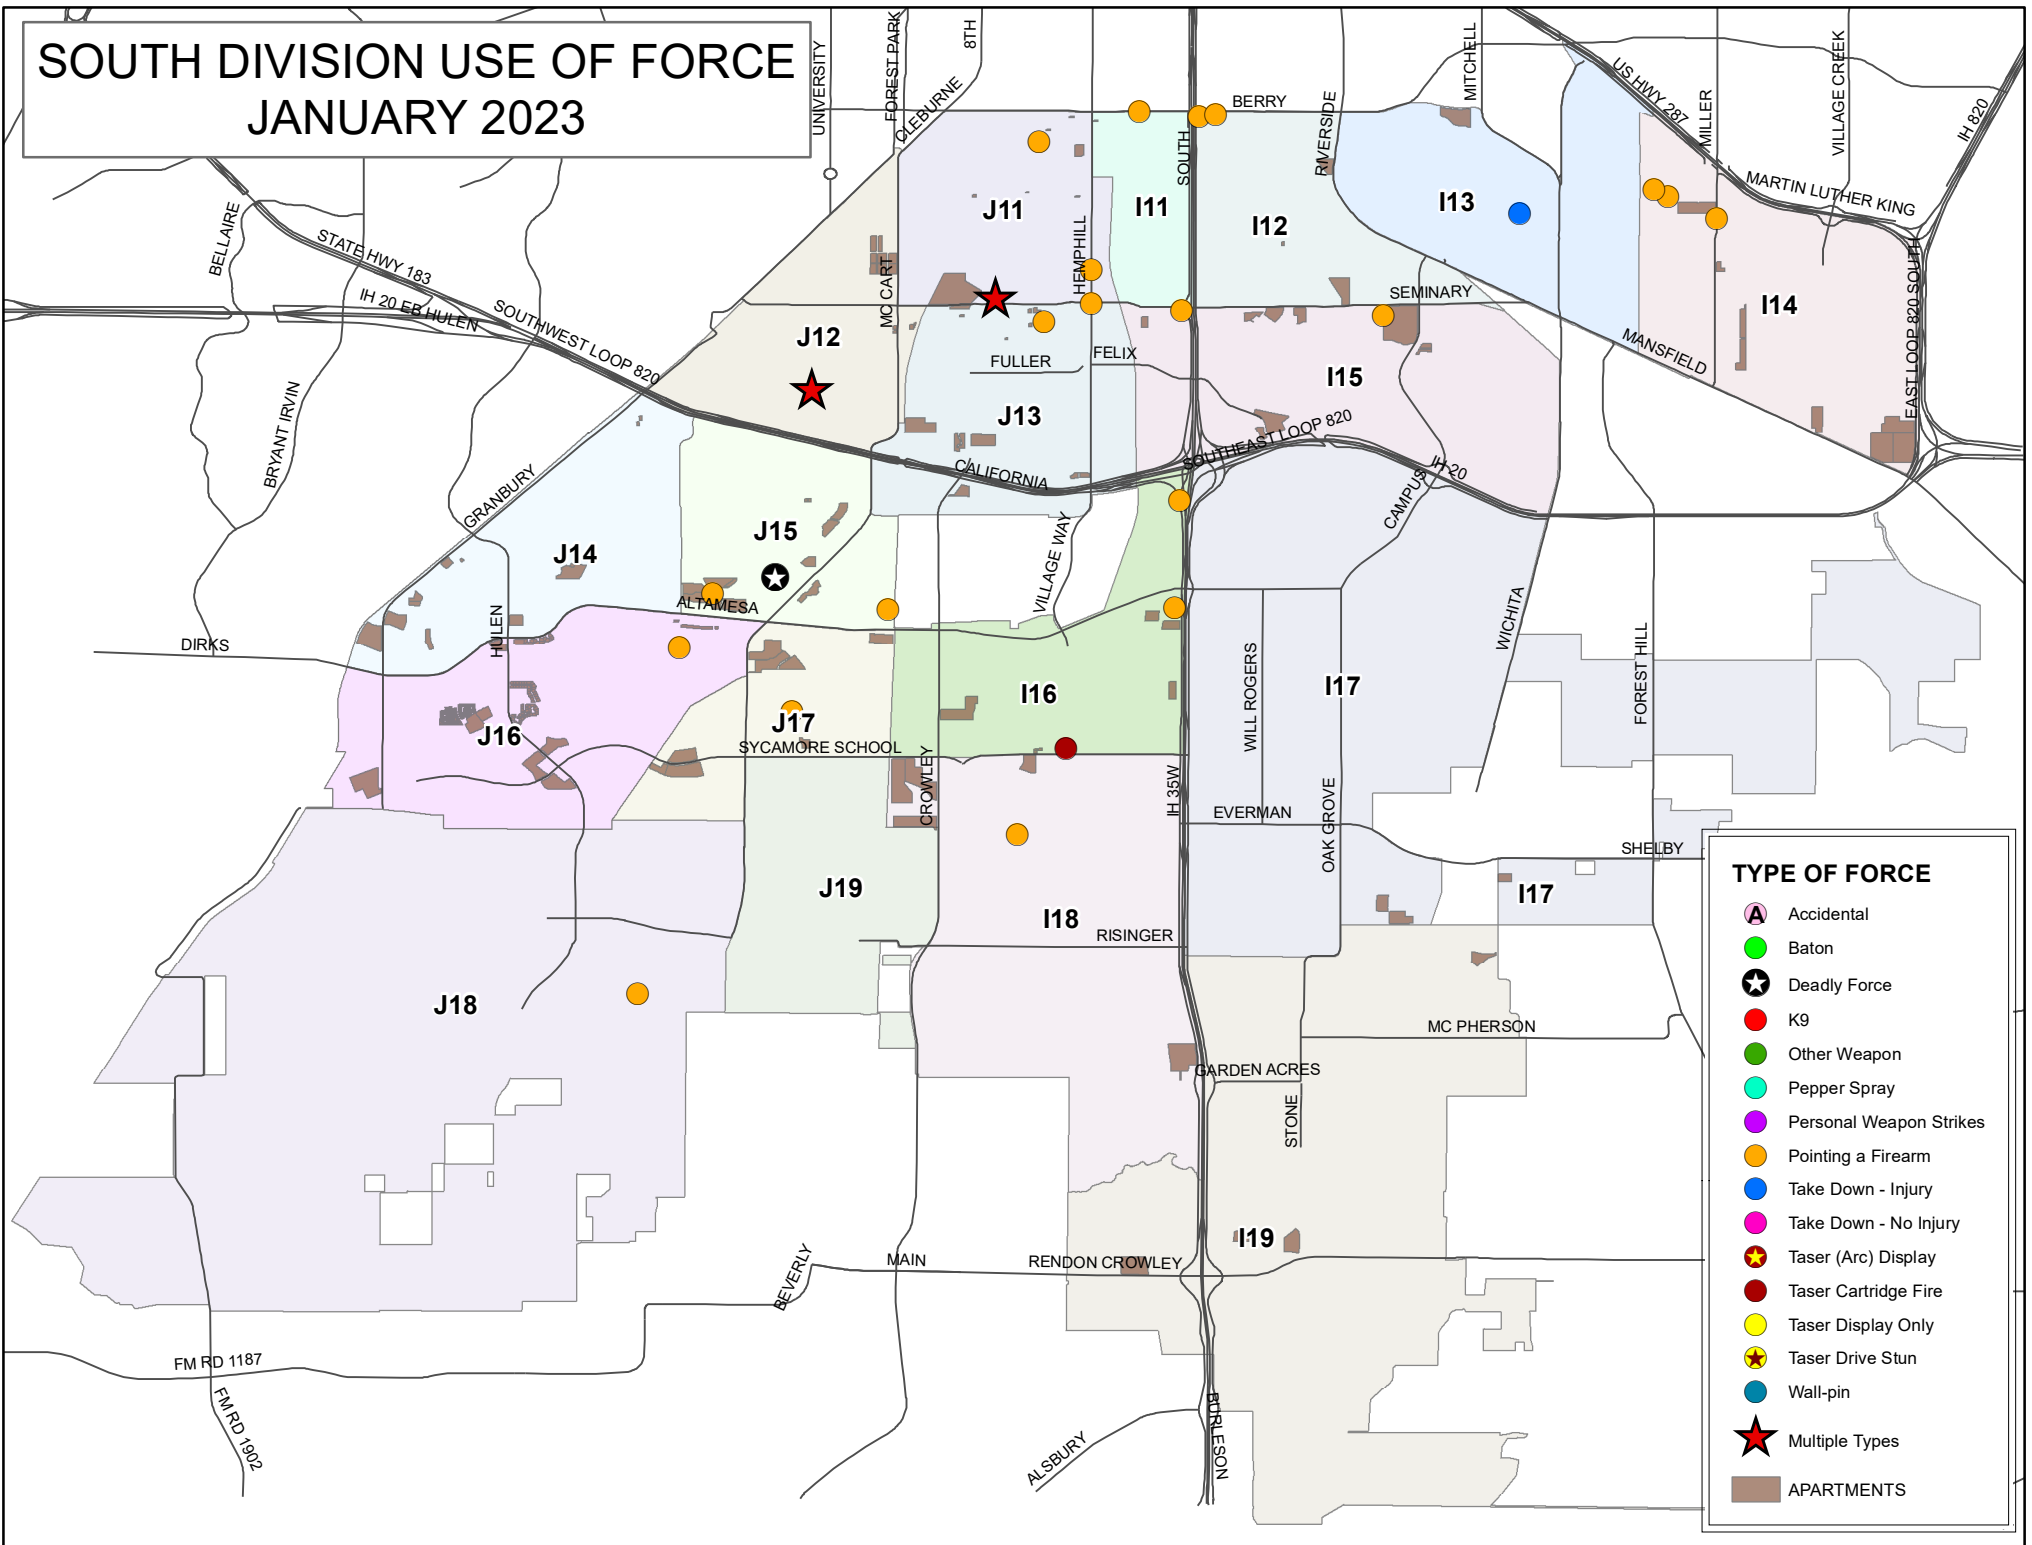 SOUTH DIVISION USE OF FORCE
JANUARY 2023
UNIVERSITY
FOREST PARK
8TH
CLEBURNE
BERRY
SOUTH
RIVERSIDE
MITCHELL
US HWY 287
MILLER
VILLAGE CREEK
IH 820
MARTIN LUTHER KING
BELLAIRE
STATE HWY 183
IH 20 EB HULEN
SOUTHWEST LOOP 820
MC CART
HEMPHILL
J11
I11
I12
I13
I14
SEMINARY
MANSFIELD
EAST LOOP 820 SOUTH
J12
FULLER
FELIX
J13
I15
BRYANT IRVIN
GRANBURY
CALIFORNIA
SOUTHEAST LOOP 820
IH 20
CAMPUS
J14
J15
VILLAGE WAY
ALTAMESA
HULEN
DIRKS
WICHITA
FOREST HILL
WILL ROGERS
I16
I17
J16
J17
SYCAMORE SCHOOL
CROWLEY
IH 35W
EVERMAN
OAK GROVE
SHELBY
J19
I18
I17
RISINGER
J18
MC PHERSON
GARDEN ACRES
STONE
I19
BEVERLY
MAIN
RENDON CROWLEY
FM RD 1187
FM RD 1902
ALSBURY
BURLESON
TYPE OF FORCE
A Accidental
Baton
Deadly Force
K9
Other Weapon
Pepper Spray
Personal Weapon Strikes
Pointing a Firearm
Take Down - Injury
Take Down - No Injury
Taser (Arc) Display
Taser Cartridge Fire
Taser Display Only
Taser Drive Stun
Wall-pin
Multiple Types
APARTMENTS